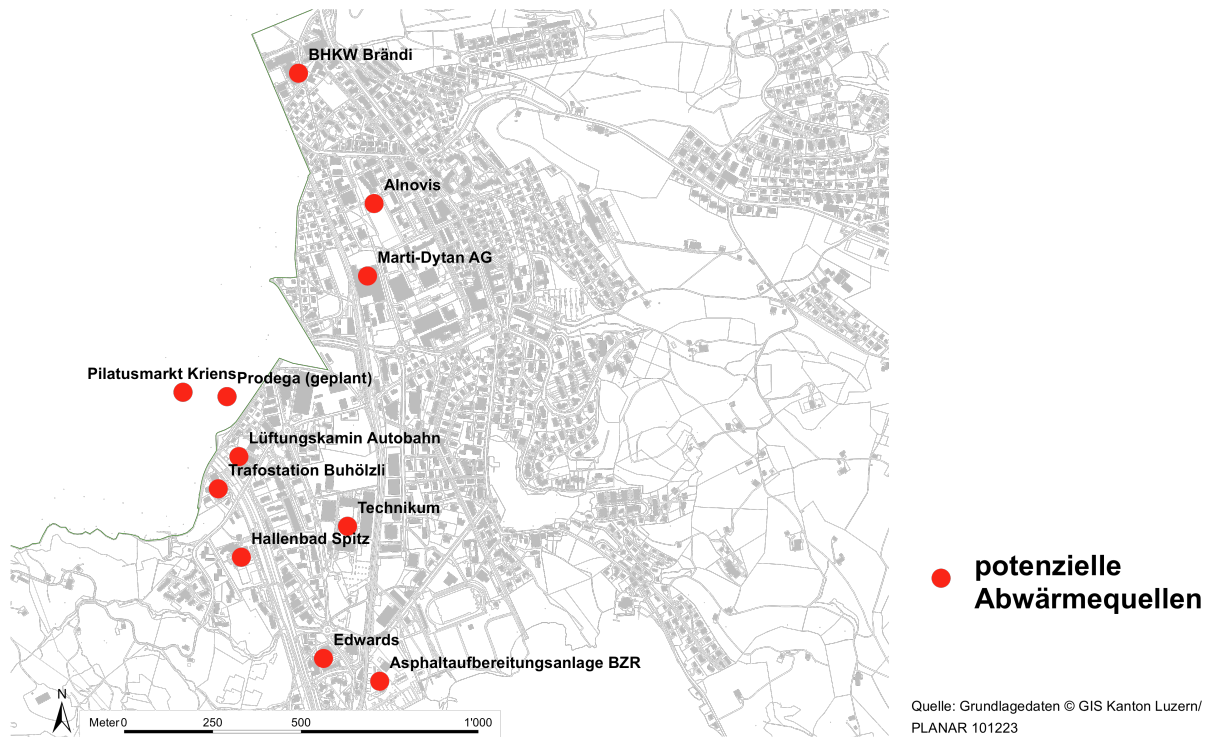 BHKW Brändi
Alnovis
Marti-Dytan AG
Pilatusmarkt Kriens
Prodega (geplant)
Lüftungskamin Autobahn
Trafostation Buhölzli
Technikum
Hallenbad Spitz
potenzielle
Abwärmequellen
Edwards
Asphaltaufbereitungsanlage BZR
N
Meter 0 250 500 1'000
Quelle: Grundlagedaten © GIS Kanton Luzern/
PLANAR 101223